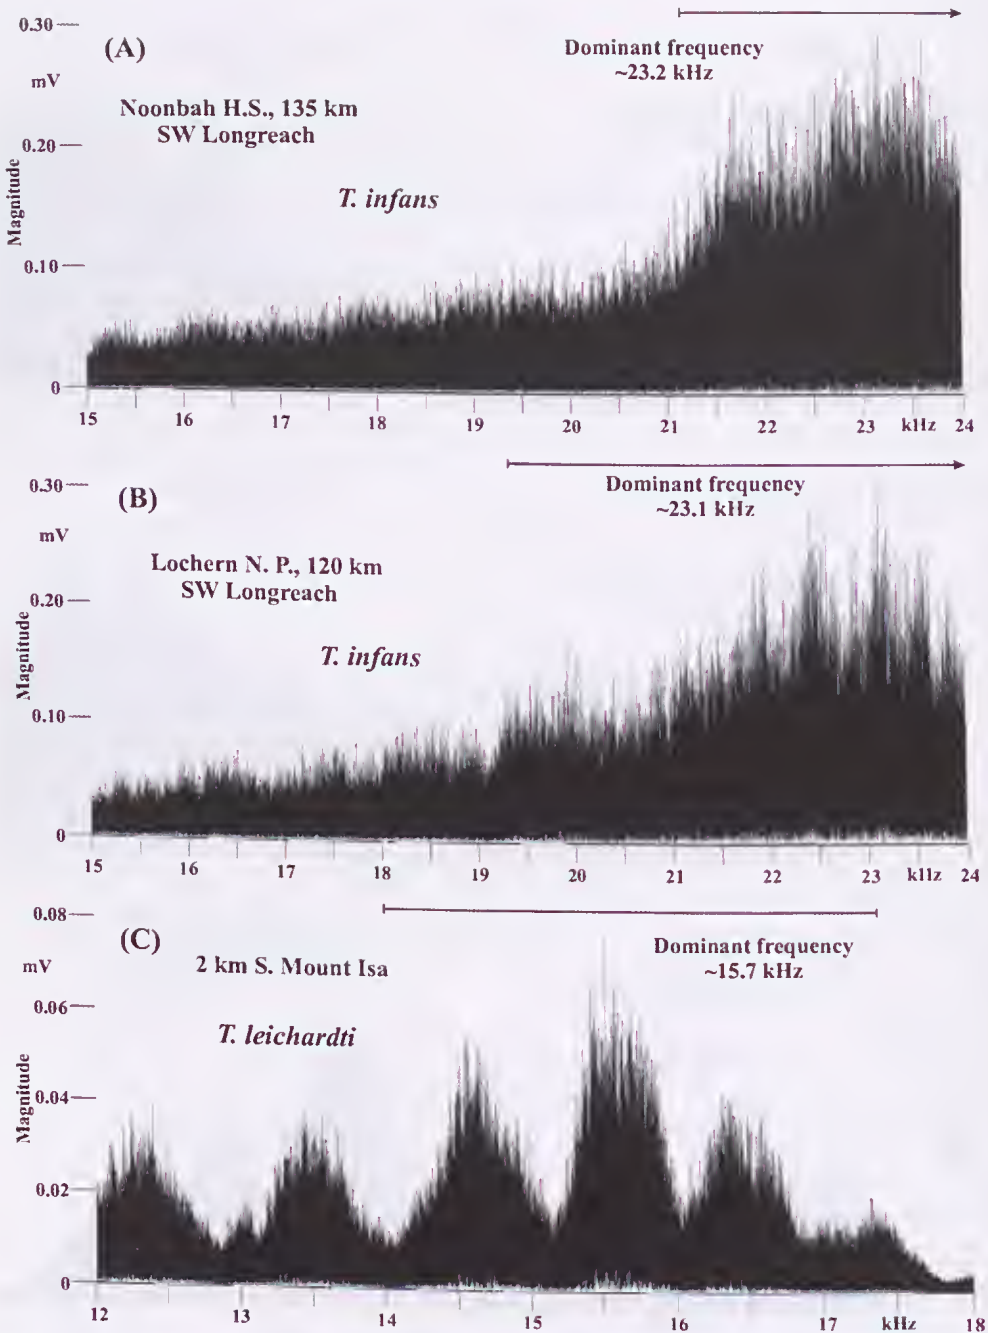 0.30
(A)
Dominant frequency
~23.2 kHz
mV
Noonbah H.S., 135 km
SW Longreach
0.20
Magnitude
T. infans
0.10
0
15 16 17 18 19 20 21 22 23 kHz 24
0.30
(B)
Dominant frequency
~23.1 kHz
mV
Lochern N. P., 120 km
SW Longreach
0.20
Magnitude
T. infans
0.10
0
15 16 17 18 19 20 21 22 23 kHz 24
0.08
(C)
Dominant frequency
~15.7 kHz
mV
2 km S. Mount Isa
0.06
T. leichardti
Magnitude
0.04
0.02
0
12 13 14 15 16 17 kHz 18